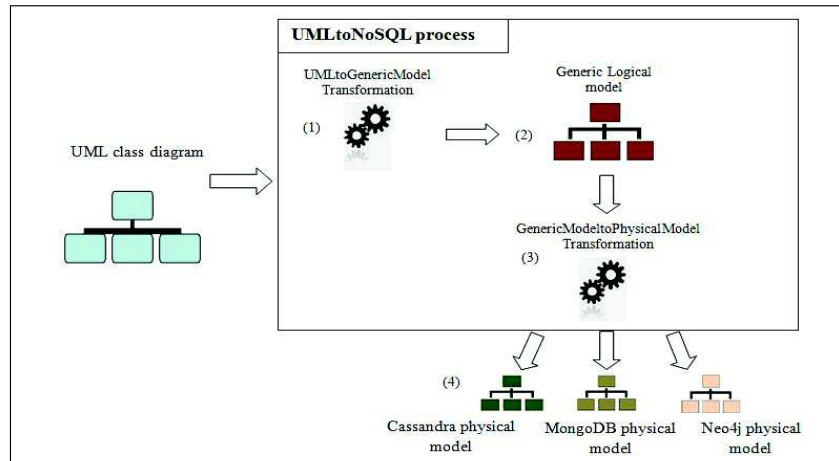 UMLtoNoSQL process
UMLtoGenericModel
Transformation
(1)
Generic Logical
model
(2)
UML class diagram
GenericModeltoPhysicalModel
Transformation
(3)
(4)
Cassandra physical
model
MongoDB physical
model
Neo4j physical
model